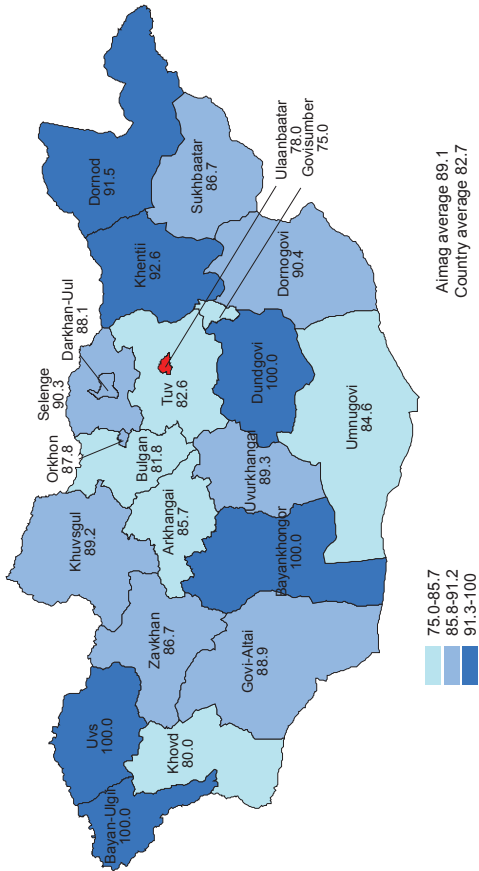 Dornod
91.5
Khentii
92.6
Sukhbaatar
86.7
Ulaanbaatar
78.0
Govisumber
75.0
Dornogovi
90.4
Darkhan-Uul
88.1
Selenge
90.3
Orkhon
87.8
Tuv
82.6
Dundgovi
100.0
Umnugovi
84.6
Bulgan
81.8
Uvurkhangai
89.3
Khuvsgul
89.2
Arkhangai
85.7
Bayankhongor
100.0
Zavkhan
86.7
Govi-Altai
88.9
Uvs
100.0
Khovd
80.0
Bayan-Ulgii
100.0
75.0-85.7
85.8-91.2
91.3-100
Aimag average 89.1
Country average 82.7